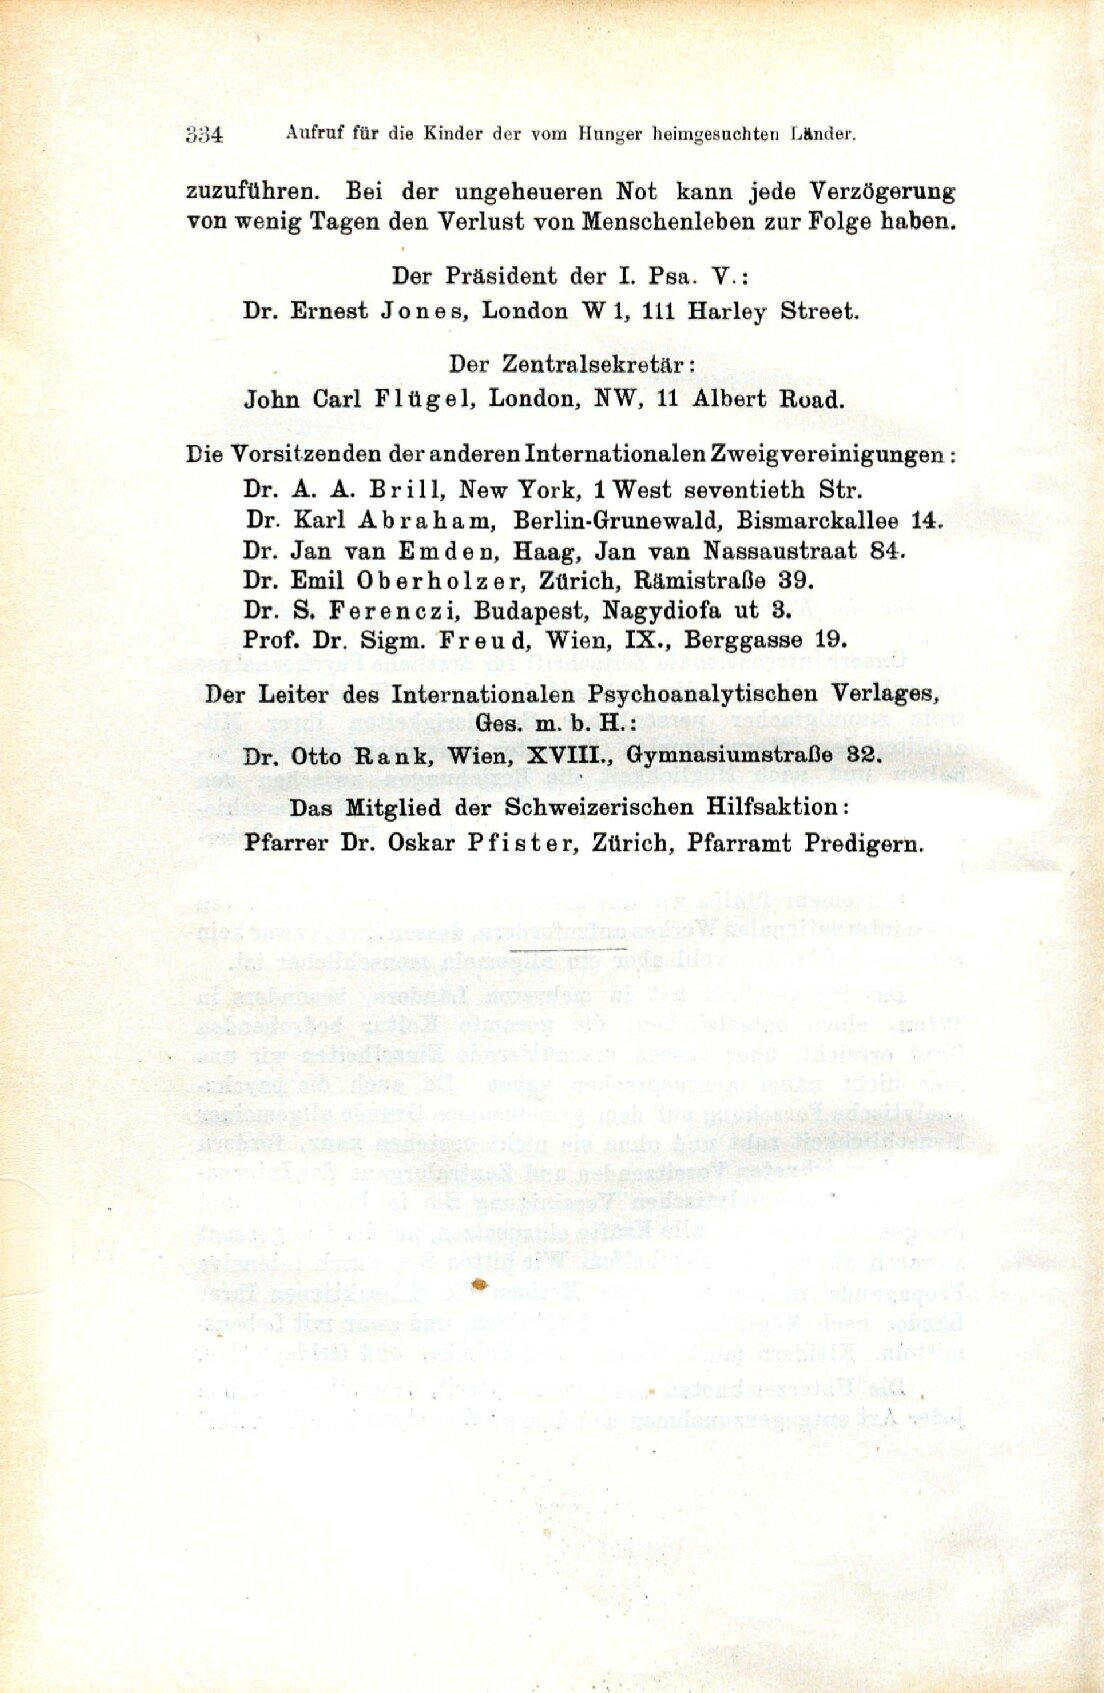 334 Aufruf für die Kinder der vom Hunger heimgesuchten Länder.
zuzuführen. Bei der ungeheueren Not kann jede Verzögerung
von wenig Tagen den Verlust von Menschenleben zur Folge haben.
Der Präsident der I. Psa. V.:
Dr. Ernest Jones, London W 1, 111 Harley Street.
Der Zentralsekretär:
John Carl Flügel, London, NW, 11 Albert Road.
Die Vorsitzenden der anderen Internationalen Zweigvereinigungen:
Dr. A. A. Brill, New York, 1 West seventieth Str.
Dr. Karl Abraham, Berlin-Grunewald, Bismarckallee 14.
Dr. Jan van Emden, Haag, Jan van Nassaustraat 84.
Dr. Emil Oberholzer, Zürich, Rämistraße 39.
Dr. S. Ferenczi, Budapest, Nagydiofa ut 3.
Prof. Dr. Sigm. Freud, Wien, IX., Berggasse 19.
Der Leiter des Internationalen Psychoanalytischen Verlages,
Ges. m. b. H.:
Dr. Otto Rank, Wien, XVIII., Gymnasiumstraße 32.
Das Mitglied der Schweizerischen Hilfsaktion:
Pfarrer Dr. Oskar Pfister, Zürich, Pfarramt Predigern.